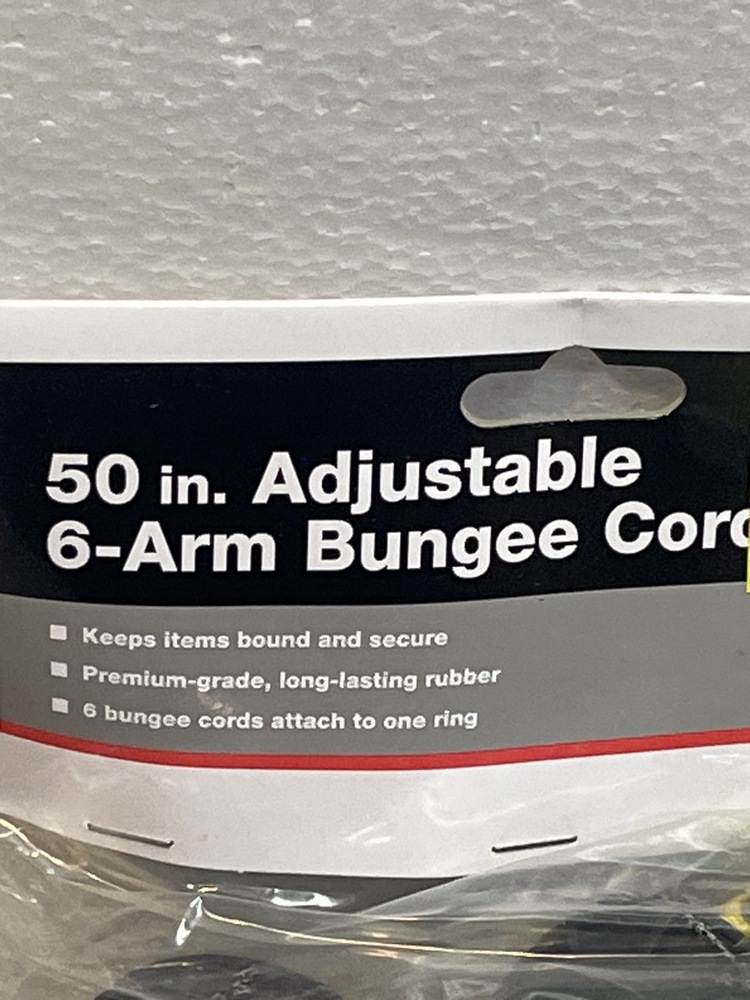 50 in. Adjustable
6-Arm Bungee Cord
Keeps items bound and secure
Premium-grade, long-lasting rubber
6 bungee cords attach to one ring